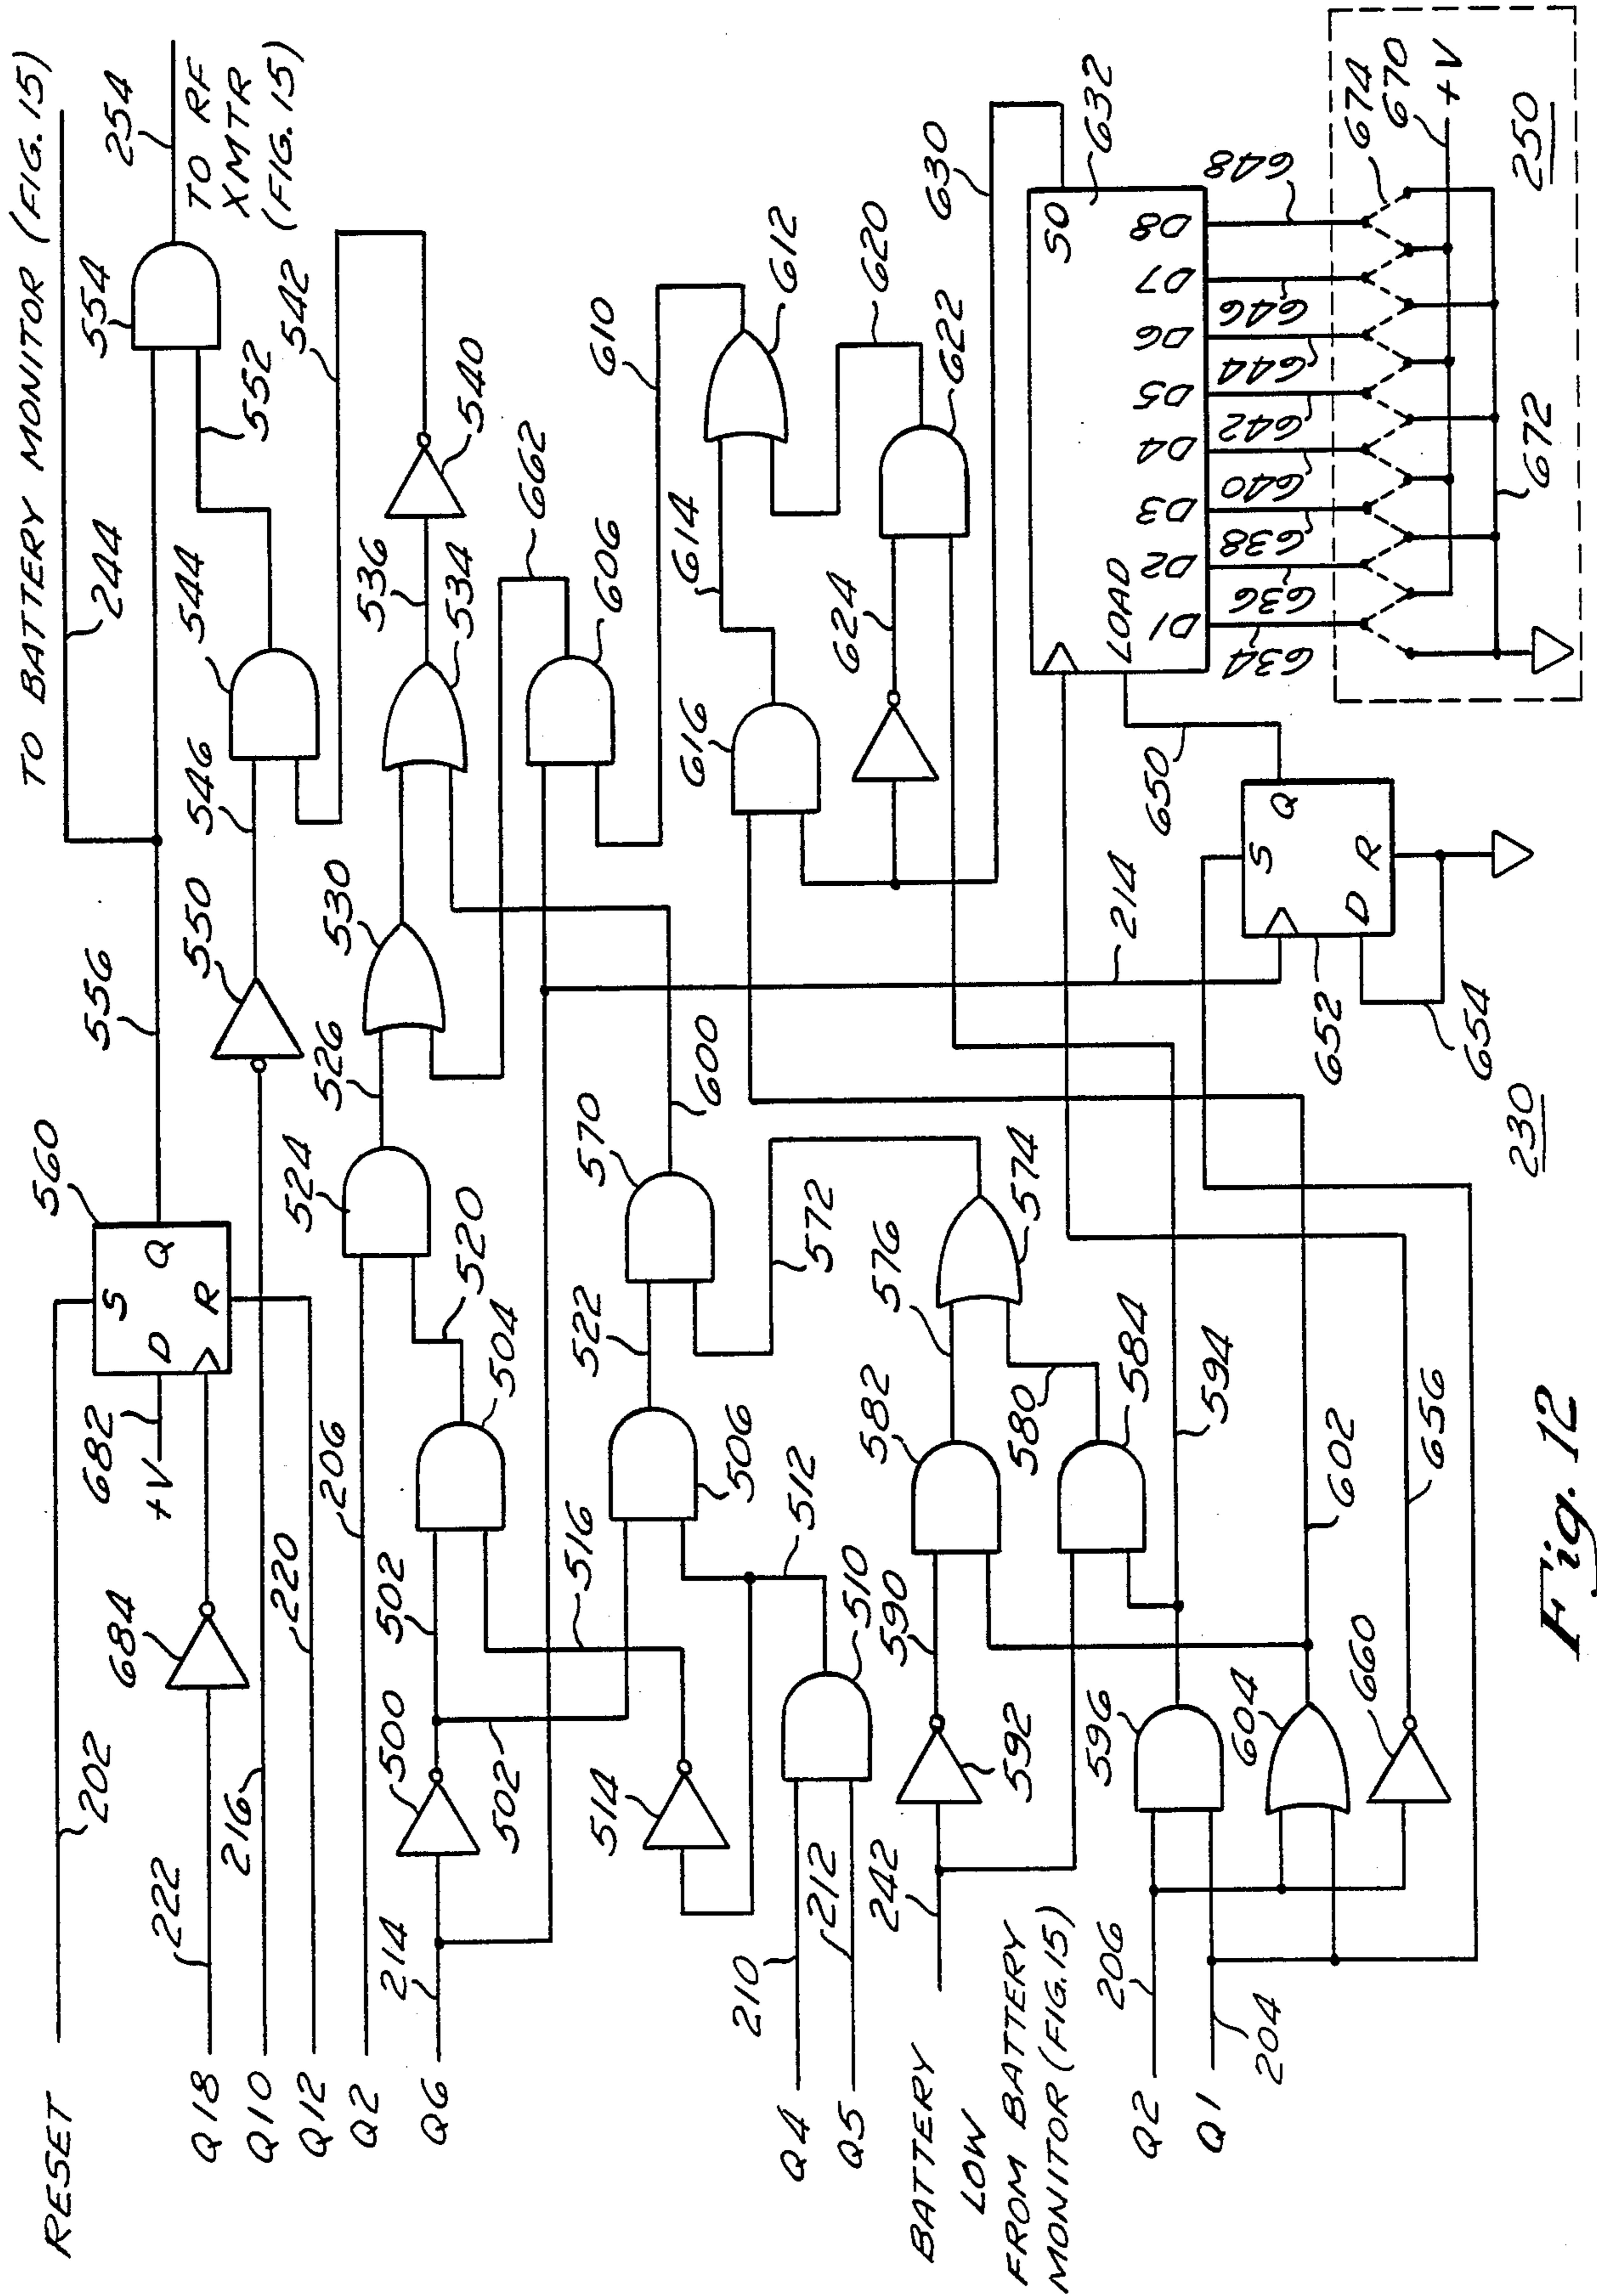 TO BATTERY MONITOR (FIG. 15)
244
254
TO RF
XMTR
(FIG. 15)
554
552
544
546
550
556
542
540
536
534
530
526
524
520
504
560
S
D
Q
R
682
+V
684
RESET
202
Q18
222
Q10
216
Q12
220
Q2
206
Q6
214
500
502
502
516
514
506
522
570
572
600
662
606
610
612
614
616
620
622
624
630
Q4
210
Q5
212
510
512
BATTERY
LOW
FROM BATTERY
MONITOR (FIG. 15)
242
592
590
582
576
574
580
584
594
Q2
206
Q1
204
596
604
602
660
656
214
650
S
Q
D
R
652
654
632
SO
LOAD
D1
D2
D3
D4
D5
D6
D7
D8
634
636
638
640
642
644
646
648
674
670
+V
672
250
230
Fig. 12